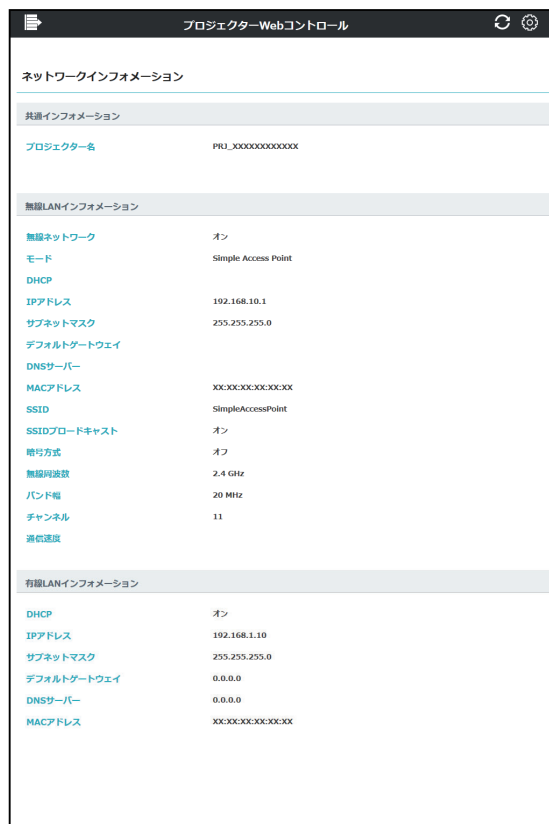 プロジェクターWebコントロール
ネットワークインフォメーション
共通インフォメーション
プロジェクター名 PRJ_XXXXXXXXXXXX
無線LANインフォメーション
無線ネットワーク オン
モード Simple Access Point
DHCP
IPアドレス 192.168.10.1
サブネットマスク 255.255.255.0
デフォルトゲートウェイ
DNSサーバー
MACアドレス XX:XX:XX:XX:XX:XX
SSID SimpleAccessPoint
SSIDブロードキャスト オン
暗号方式 オフ
無線周波数 2.4 GHz
バンド幅 20 MHz
チャンネル 11
通信速度
有線LANインフォメーション
DHCP オン
IPアドレス 192.168.1.10
サブネットマスク 255.255.255.0
デフォルトゲートウェイ 0.0.0.0
DNSサーバー 0.0.0.0
MACアドレス XX:XX:XX:XX:XX:XX